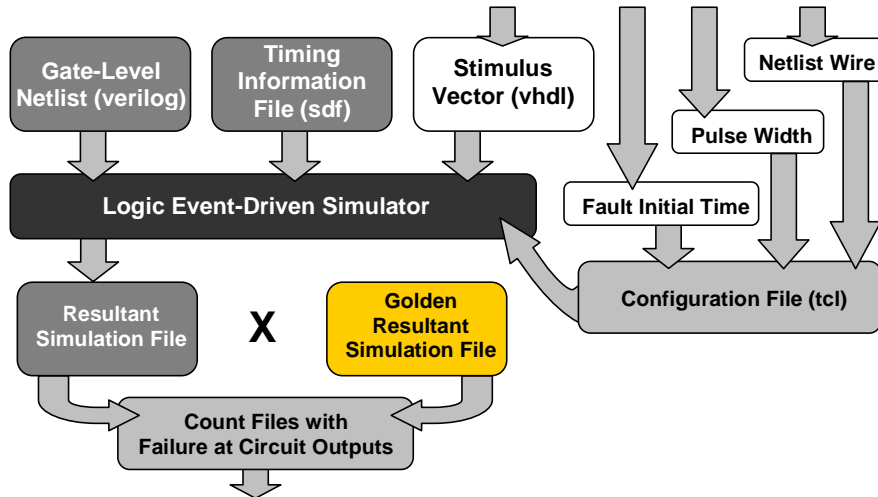 Gate-Level
Netlist (verilog)
Timing
Information
File (sdf)
Stimulus
Vector (vhdl)
Netlist Wire
Pulse Width
Fault Initial Time
Logic Event-Driven Simulator
Configuration File (tcl)
Resultant
Simulation File
X
Golden
Resultant
Simulation File
Count Files with
Failure at Circuit Outputs